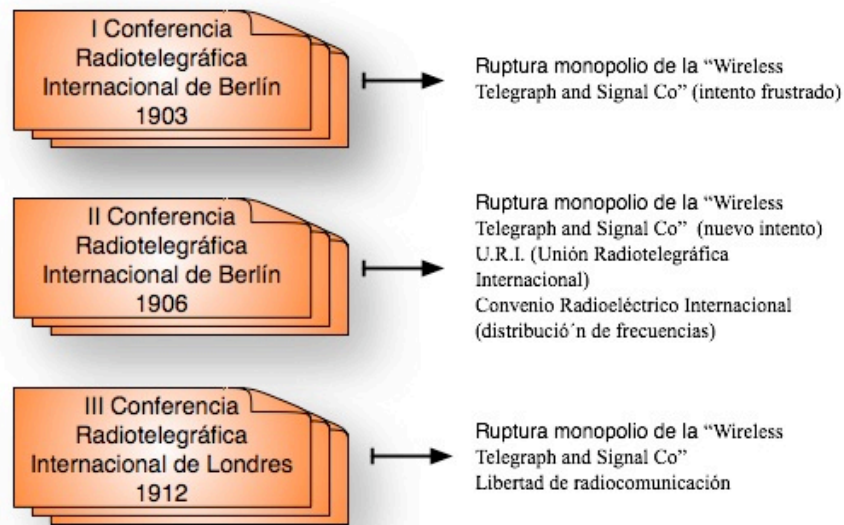 I Conferencia
Radiotelegráfica
Internacional de Berlín
1903
Ruptura monopolio de la “Wireless
Telegraph and Signal Co” (intento frustrado)
II Conferencia
Radiotelegráfica
Internacional de Berlín
1906
Ruptura monopolio de la “Wireless
Telegraph and Signal Co” (nuevo intento)
U.R.I. (Unión Radiotelegráfica
Internacional)
Convenio Radioeléctrico Internacional
(distribució´n de frecuencias)
III Conferencia
Radiotelegráfica
Internacional de Londres
1912
Ruptura monopolio de la “Wireless
Telegraph and Signal Co”
Libertad de radiocomunicación